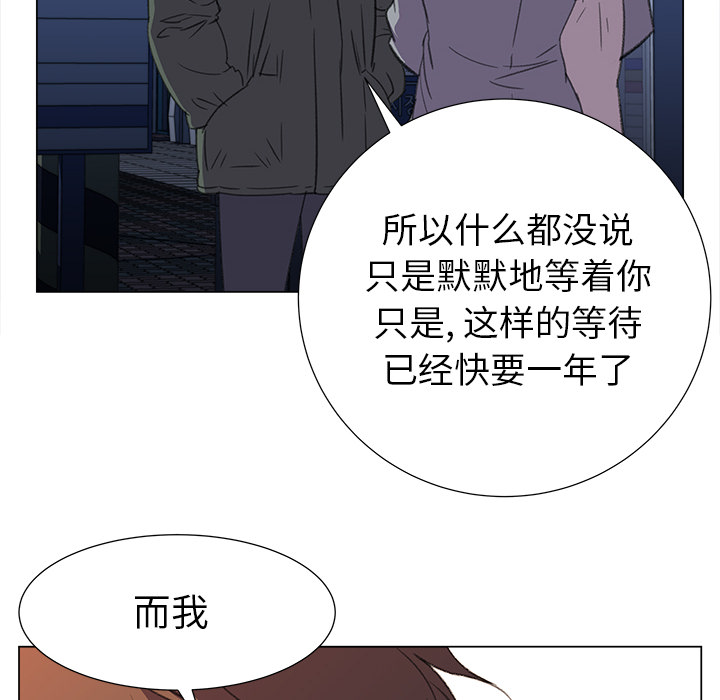 所以什么都没说
只是默默地等着你
只是, 这样的等待
已经快要一年了
而我